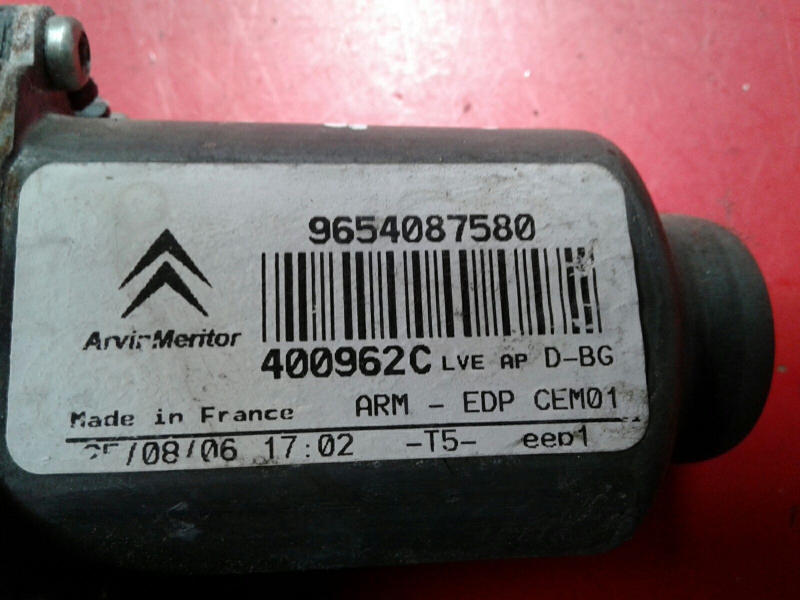 9654087580
ArvinMeritor
400962C LVE AP D-BG
Made in France ARM - EDP CEM01
/08/06 17:02 -T5- eep1